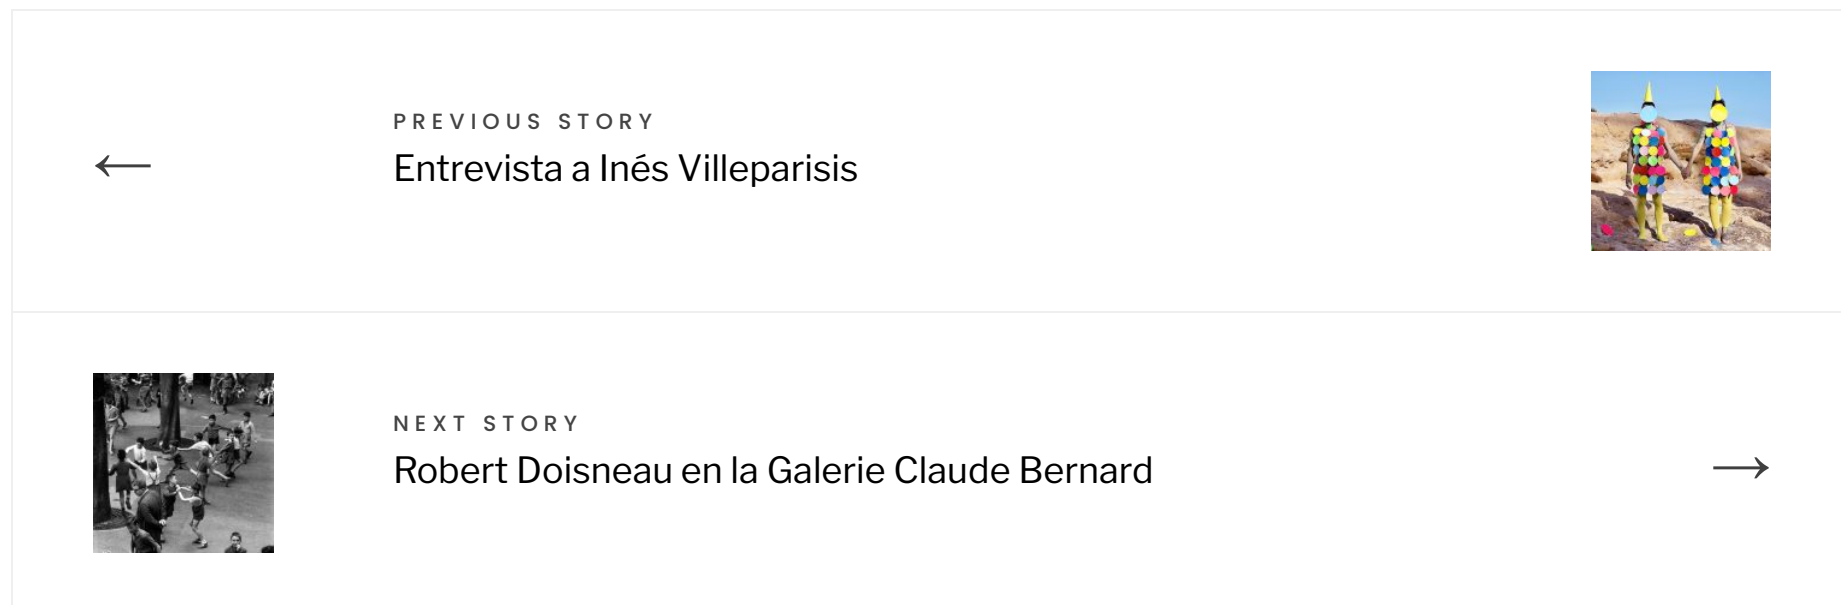 PREVIOUS STORY
Entrevista a Inés Villeparisis
NEXT STORY
Robert Doisneau en la Galerie Claude Bernard